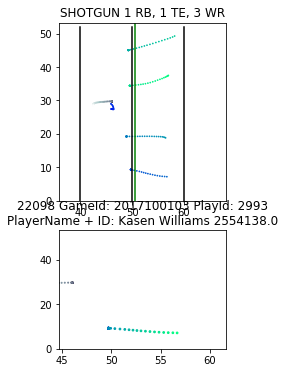 SHOTGUN 1 RB, 1 TE, 3 WR
50
40
30
20
10
0
40 50 60
22098 GameId: 2017100103 PlayId: 2993
PlayerName + ID: Kasen Williams 2554138.0
40
20
0
45 50 55 60